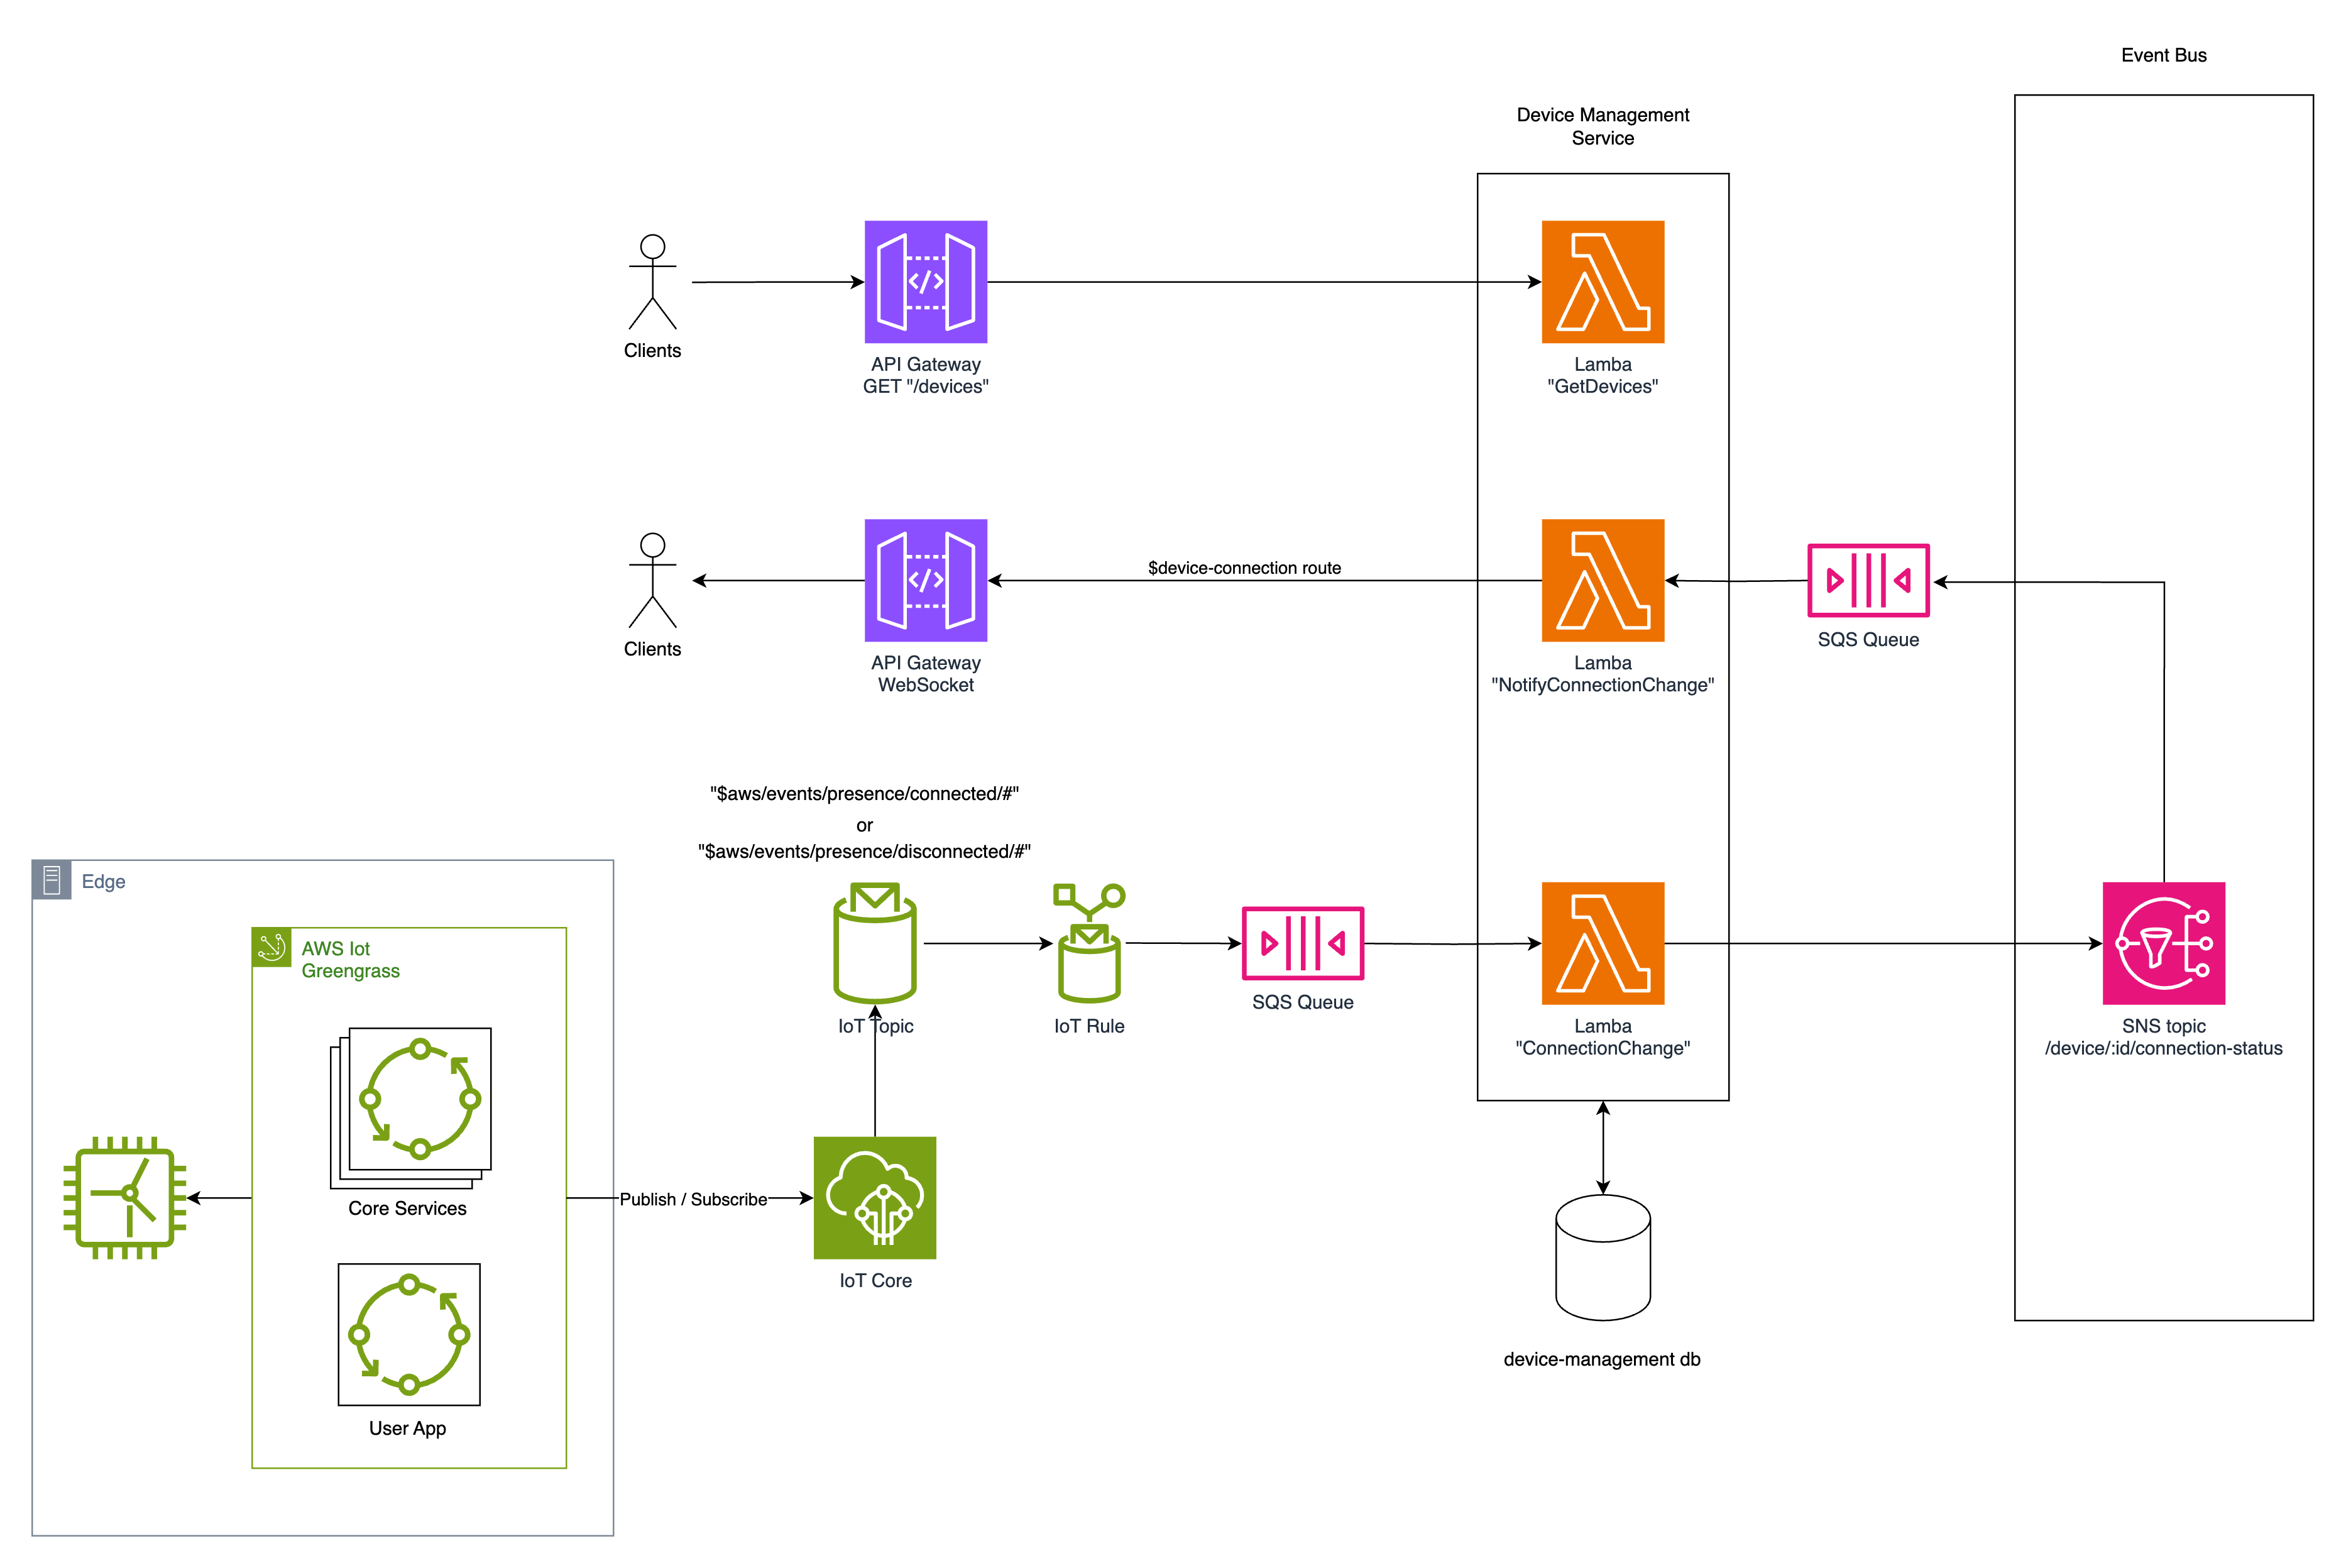 Event Bus
Device Management
Service
Clients
API Gateway
GET "/devices"
Lamba
"GetDevices"
$device-connection route
Clients
API Gateway
WebSocket
Lamba
"NotifyConnectionChange"
SQS Queue
"$aws/events/presence/connected/#"
or
"$aws/events/presence/disconnected/#"
Edge
AWS Iot
Greengrass
IoT Topic
IoT Rule
SQS Queue
Lamba
"ConnectionChange"
SNS topic
/device/:id/connection-status
Core Services
Publish / Subscribe
IoT Core
User App
device-management db